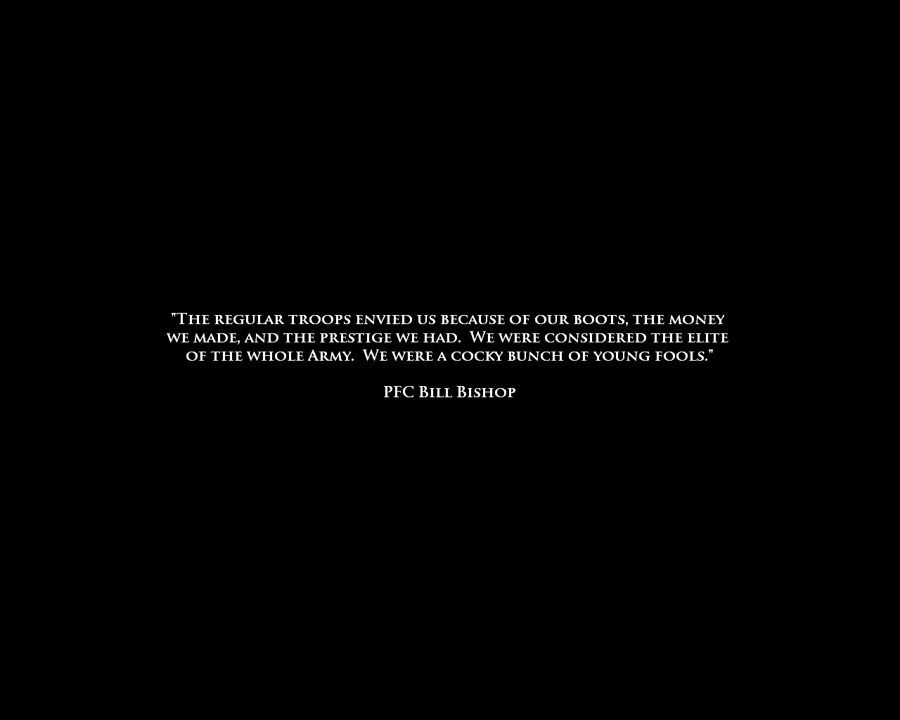 "The regular troops envied us because of our boots, the money
we made, and the prestige we had.  We were considered the elite
of the whole Army.  We were a cocky bunch of young fools."
PFC Bill Bishop